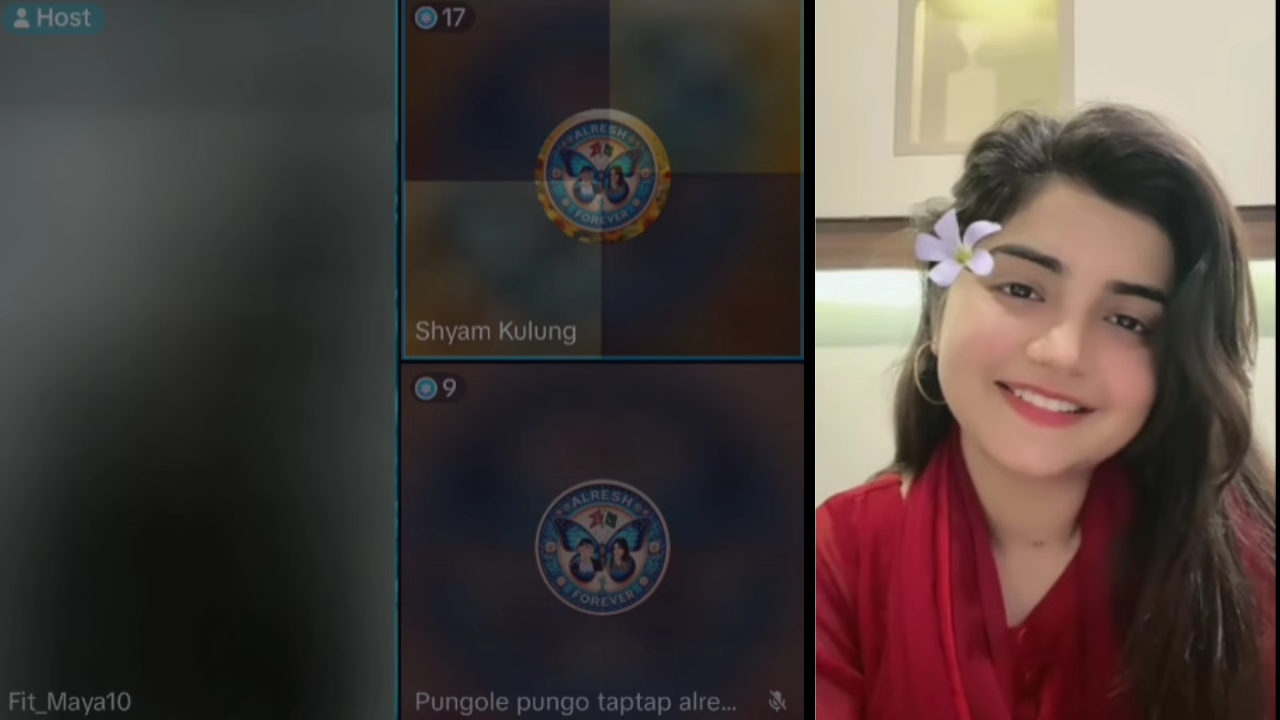 Host
17
ALRESH
FOREVER
Shyam Kulung
9
ALRESH
FOREVER
Fit_Maya10
Pungole pungo taptap alre...